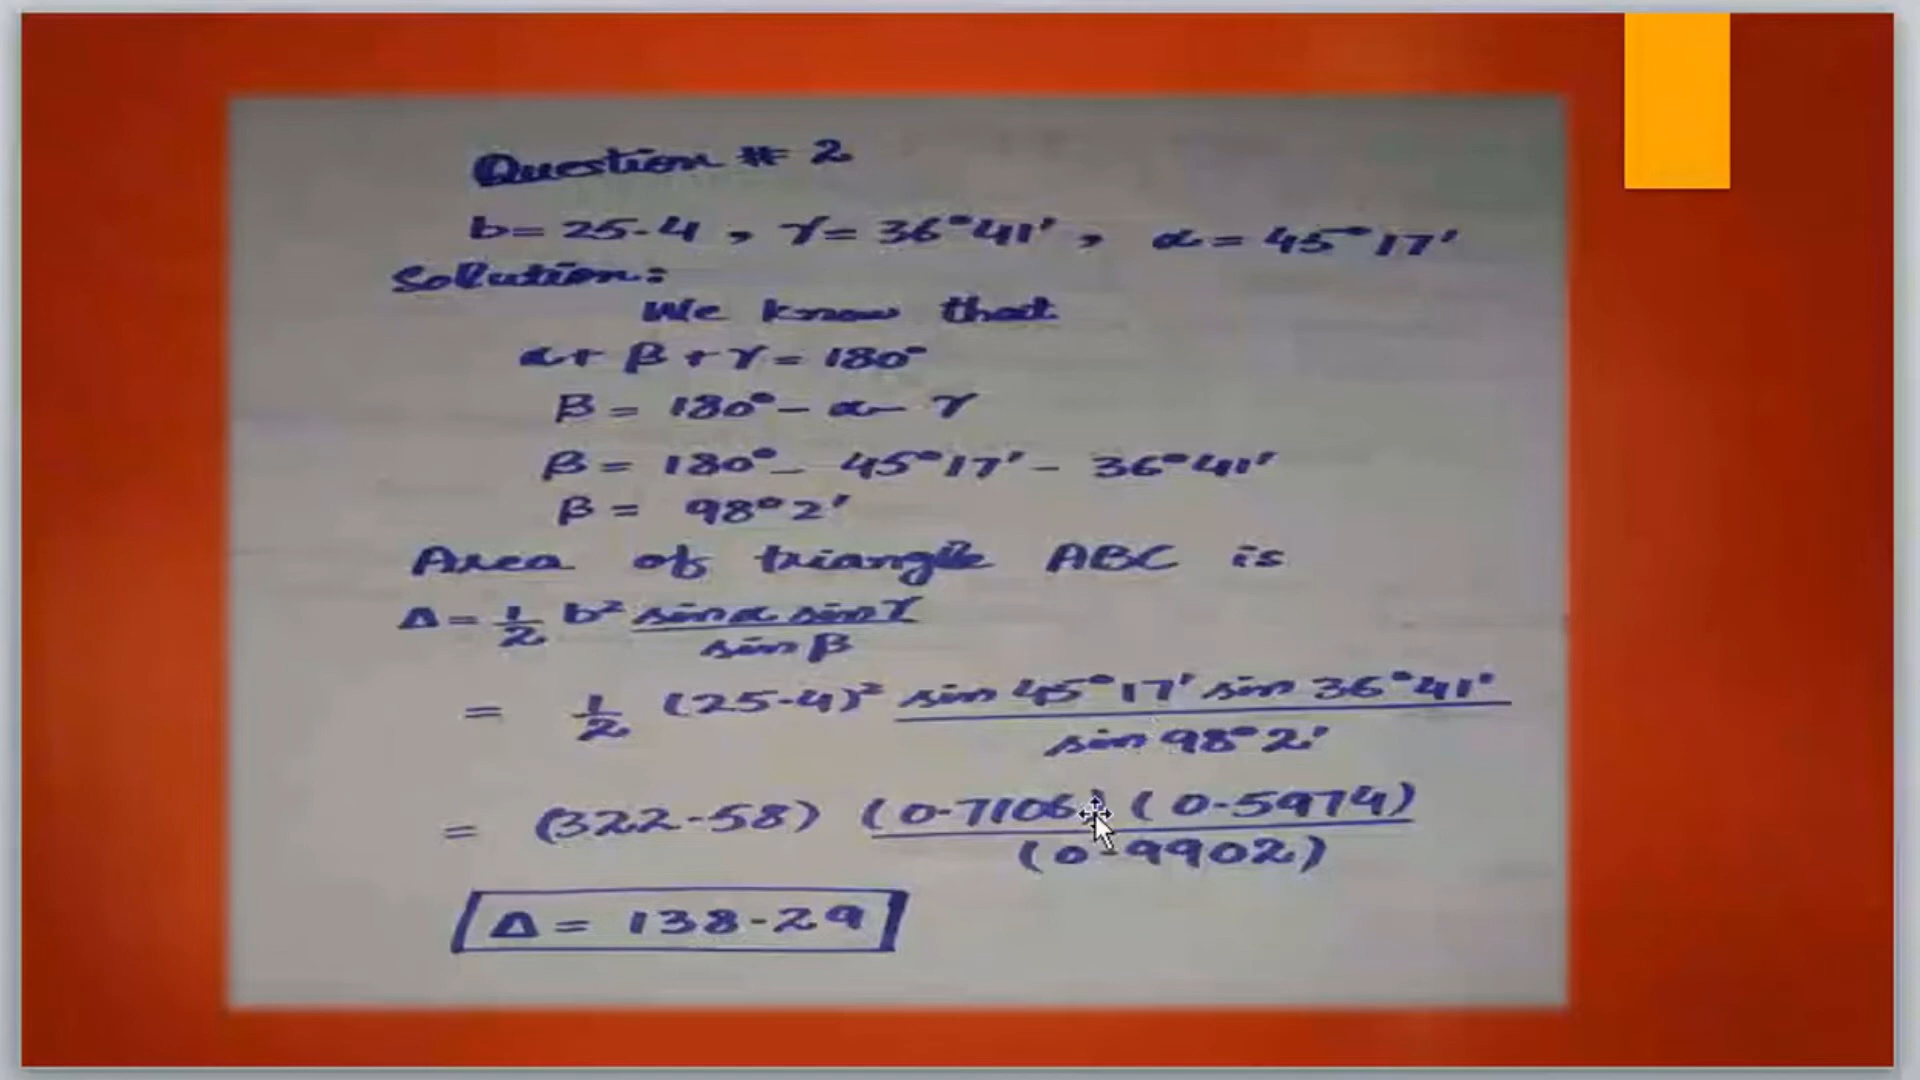 Question # 2
b = 25.4 , γ = 36°41' , α = 45°17'
Solution:
We know that
α + β + γ = 180°
β = 180° - α - γ
β = 180° - 45°17' - 36°41'
β = 98°2'
Area of triangle ABC is
Δ = 1/2 b² sinα sinγ / sin β
= 1/2 (25.4)² sin 45°17' sin 36°41' / sin 98°2'
= (322.58) (0.7106) (0.5974) / (0.9902)
Δ = 138.29